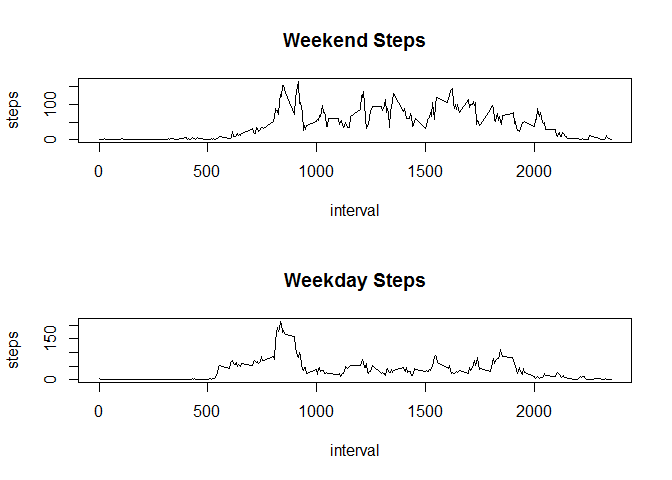 Weekend Steps
steps
100
0
0 500 1000 1500 2000
interval
Weekday Steps
steps
150
0
0 500 1000 1500 2000
interval